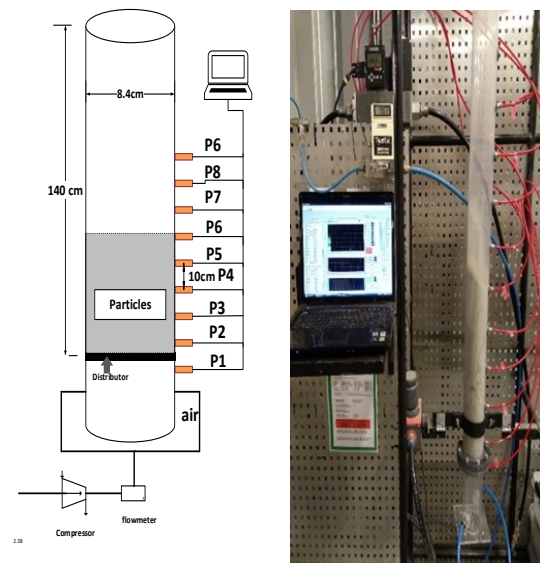 8.4cm
P6
P8
140 cm
P7
P6
P5
10cm P4
Particles
P3
P2
P1
Distributor
air
Compressor
flowmeter
2.38